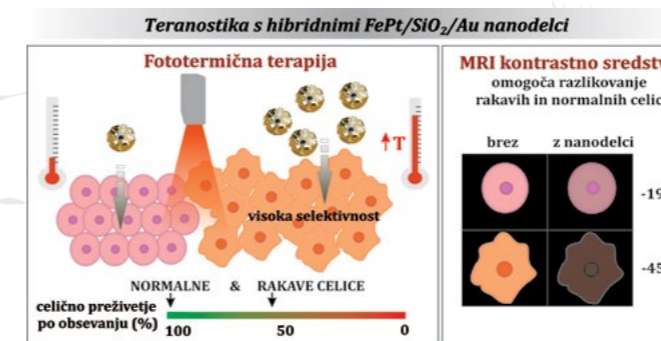 Teranostika s hibridnimi FePt/SiO₂/Au nanodelci
Fototermična terapija
T
visoka selektivnost
NORMALNE & RAKAVE CELICE
celično preživetje
po obsevanju (%)
100 50 0
MRI kontrastno sredstv
omogoča razlikovanje
rakavih in normalnih celic
brez z nanodelci
-19
-45